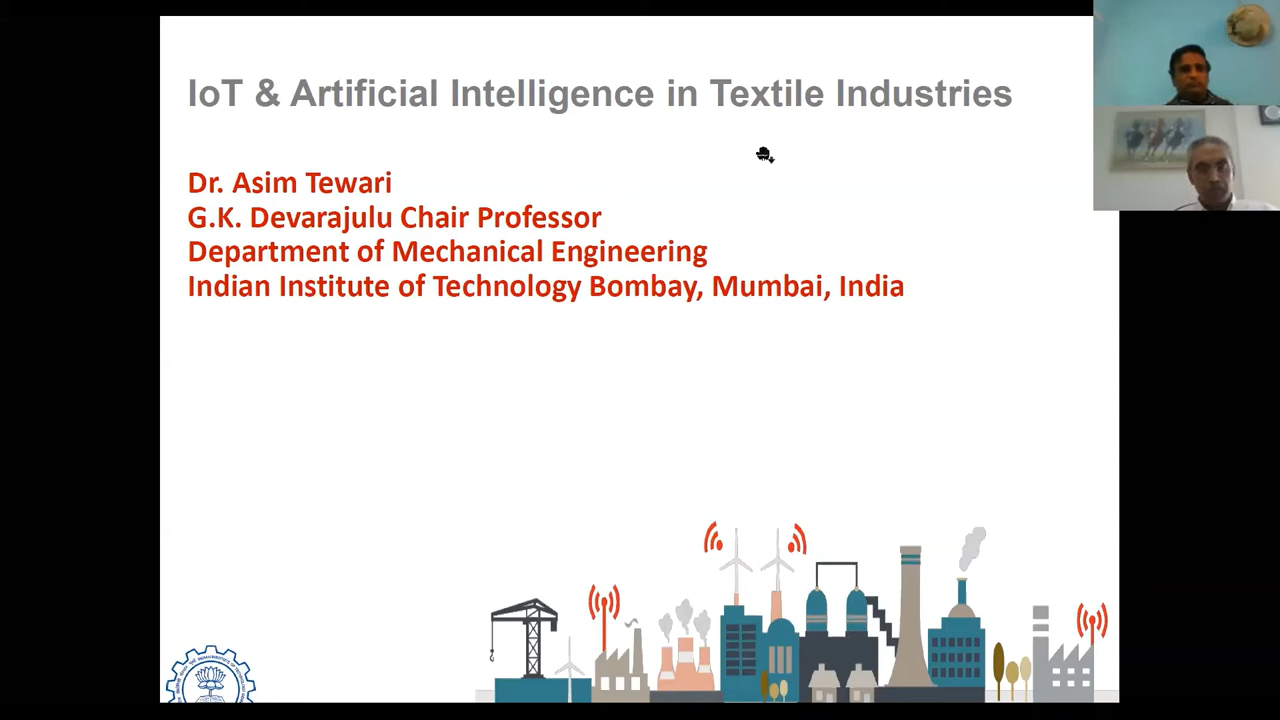 IoT & Artificial Intelligence in Textile Industries
Dr. Asim Tewari
G.K. Devarajulu Chair Professor
Department of Mechanical Engineering
Indian Institute of Technology Bombay, Mumbai, India